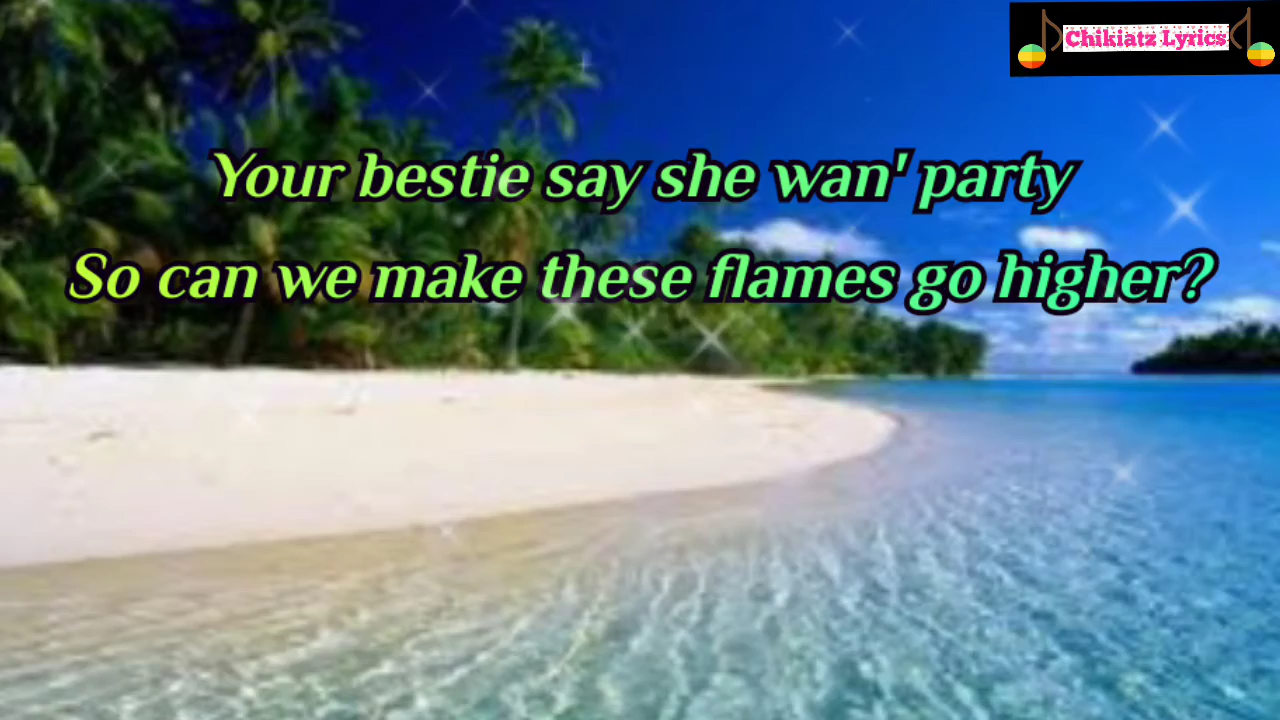 Chikiatz Lyrics
Your bestie say she wan' party
So can we make these flames go higher?